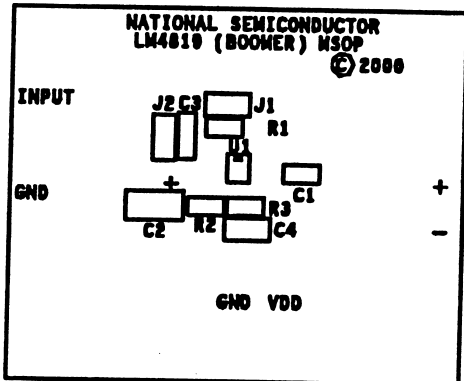 NATIONAL SEMICONDUCTOR
LM4819 (BOOMER) MSOP
© 2000
INPUT
J2 C3 J1
R1
U1
GND + C1 +
C2 R2 R3
C4 −
GND VDD